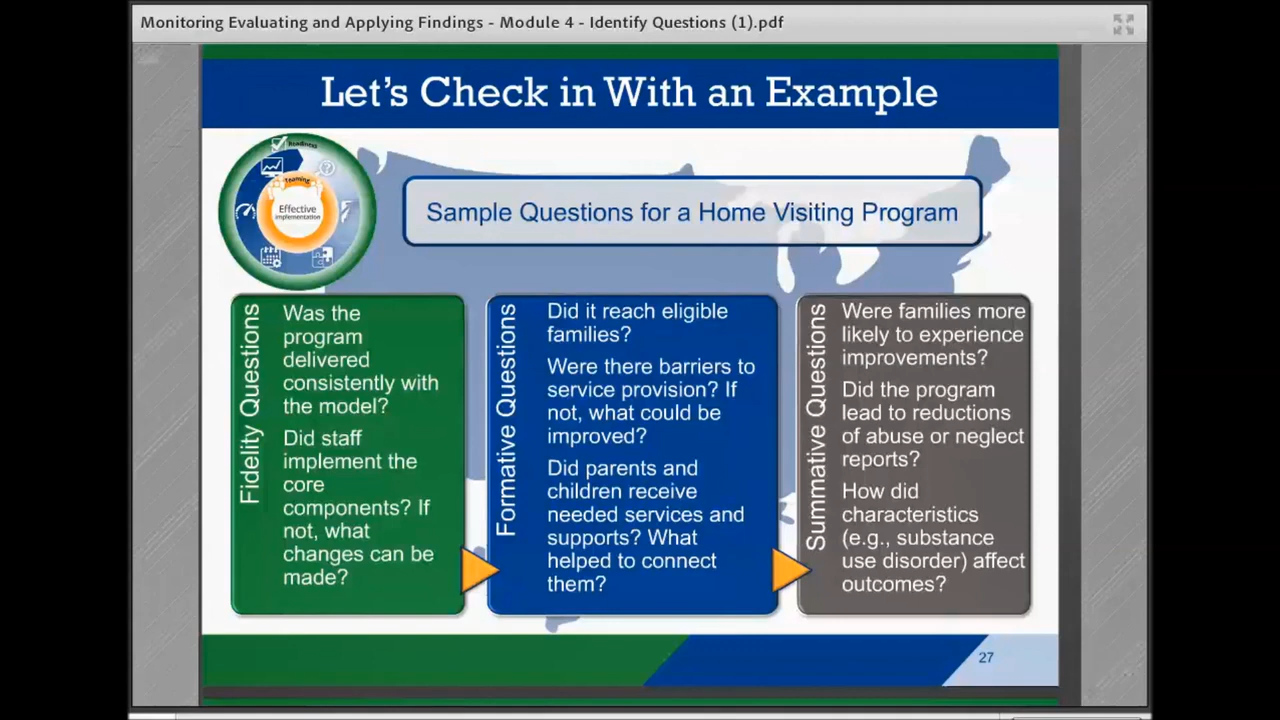 Monitoring Evaluating and Applying Findings - Module 4 - Identify Questions (1).pdf
Let's Check in With an Example
Readiness
Teaming
Effective
implementation
Sample Questions for a Home Visiting Program
Fidelity Questions
Was the
program
delivered
consistently with
the model?
Did staff
implement the
core
components? If
not, what
changes can be
made?
Formative Questions
Did it reach eligible
families?
Were there barriers to
service provision? If
not, what could be
improved?
Did parents and
children receive
needed services and
supports? What
helped to connect
them?
Summative Questions
Were families more
likely to experience
improvements?
Did the program
lead to reductions
of abuse or neglect
reports?
How did
characteristics
(e.g., substance
use disorder) affect
outcomes?
27